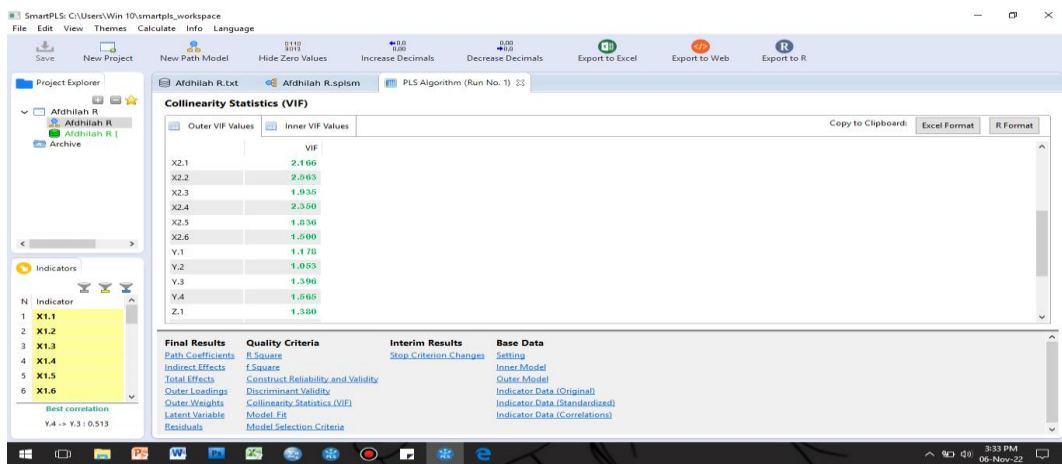 SmartPLS: C:\Users\Win 10\smartpls_workspace
File Edit View Themes Calculate Info Language
Save New Project New Path Model Hide Zero Values Increase Decimals Decrease Decimals Export to Excel Export to Web Export to R
Project Explorer
Afdhilah R
Afdhilah R
Afdhilah R [
Archive
Afdhilah R.txt Afdhilah R.splsm PLS Algorithm (Run No. 1)
Collinearity Statistics (VIF)
Outer VIF Values Inner VIF Values Copy to Clipboard: Excel Format R Format
VIF
X2.1 2.166
X2.2 2.563
X2.3 1.935
X2.4 2.350
X2.5 1.836
X2.6 1.500
Y.1 1.178
Y.2 1.053
Y.3 1.396
Y.4 1.565
Z.1 1.380
Indicators
N Indicator
1 X1.1
2 X1.2
3 X1.3
4 X1.4
5 X1.5
6 X1.6
Best correlation
Y.4 -> Y.3 : 0.513
Final Results Quality Criteria Interim Results Base Data
Path Coefficients R Square Stop Criterion Changes Setting
Indirect Effects f Square Inner Model
Total Effects Construct Reliability and Validity Outer Model
Outer Loadings Discriminant Validity Indicator Data (Original)
Outer Weights Collinearity Statistics (VIF) Indicator Data (Standardized)
Latent Variable Model_Fit Indicator Data (Correlations)
Residuals Model Selection Criteria
3:33 PM
06-Nov-22